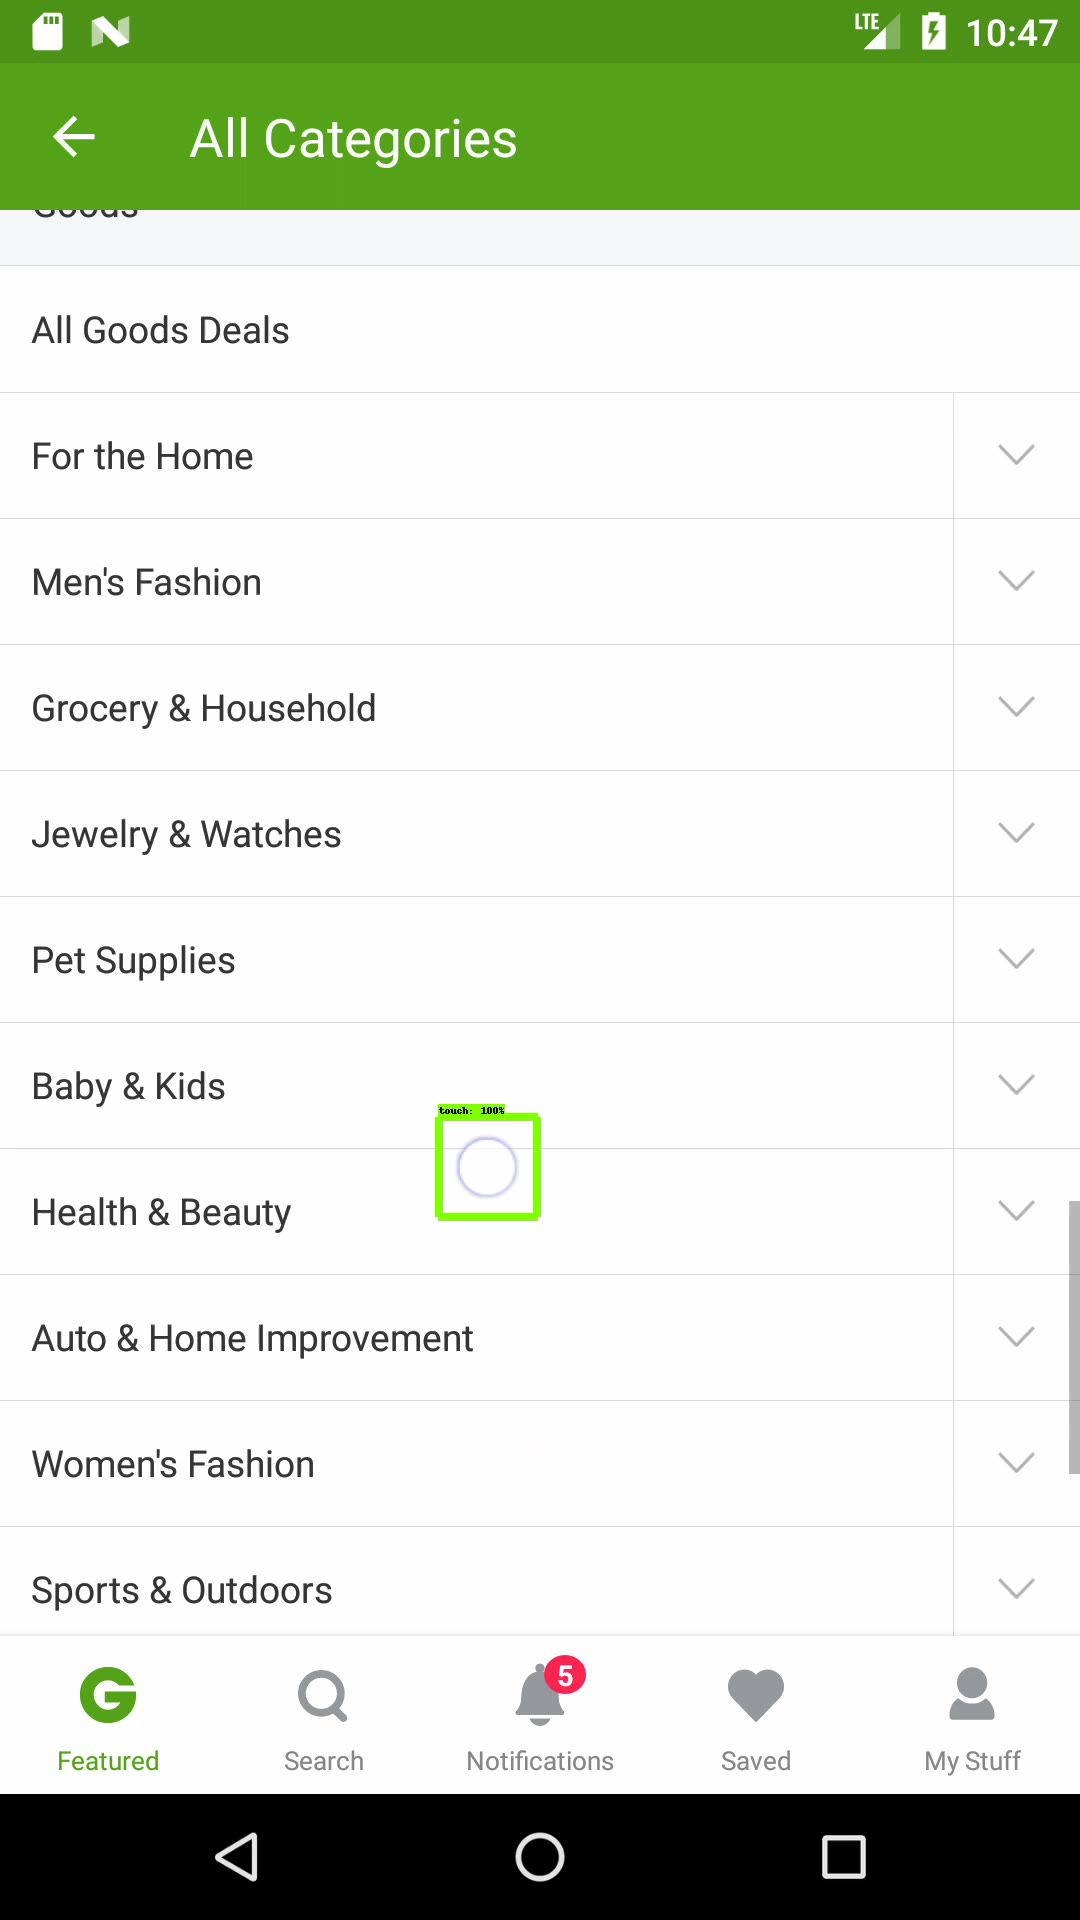 LTE 10:47
All Categories
Goods
All Goods Deals
For the Home
Men's Fashion
Grocery & Household
Jewelry & Watches
Pet Supplies
Baby & Kids
touch: 100%
Health & Beauty
Auto & Home Improvement
Women's Fashion
Sports & Outdoors
5
Featured Search Notifications Saved My Stuff